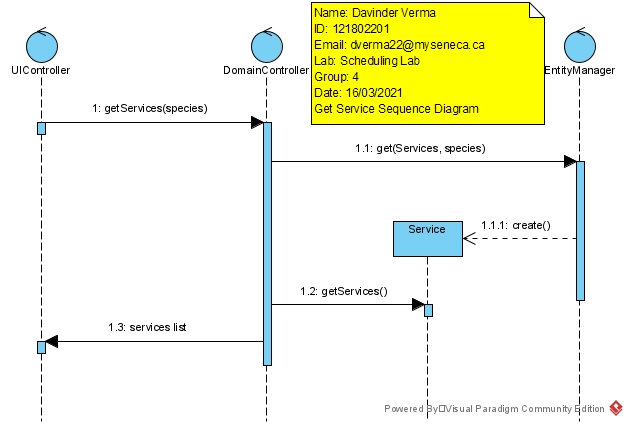 Name: Davinder Verma
ID: 121802201
Email: dverma22@myseneca.ca
Lab: Scheduling Lab
Group: 4
Date: 16/03/2021
Get Service Sequence Diagram
UIController
DomainController
EntityManager
1: getServices(species)
1.1: get(Services, species)
Service
1.1.1: create()
1.2: getServices()
1.3: services list
Powered By Visual Paradigm Community Edition